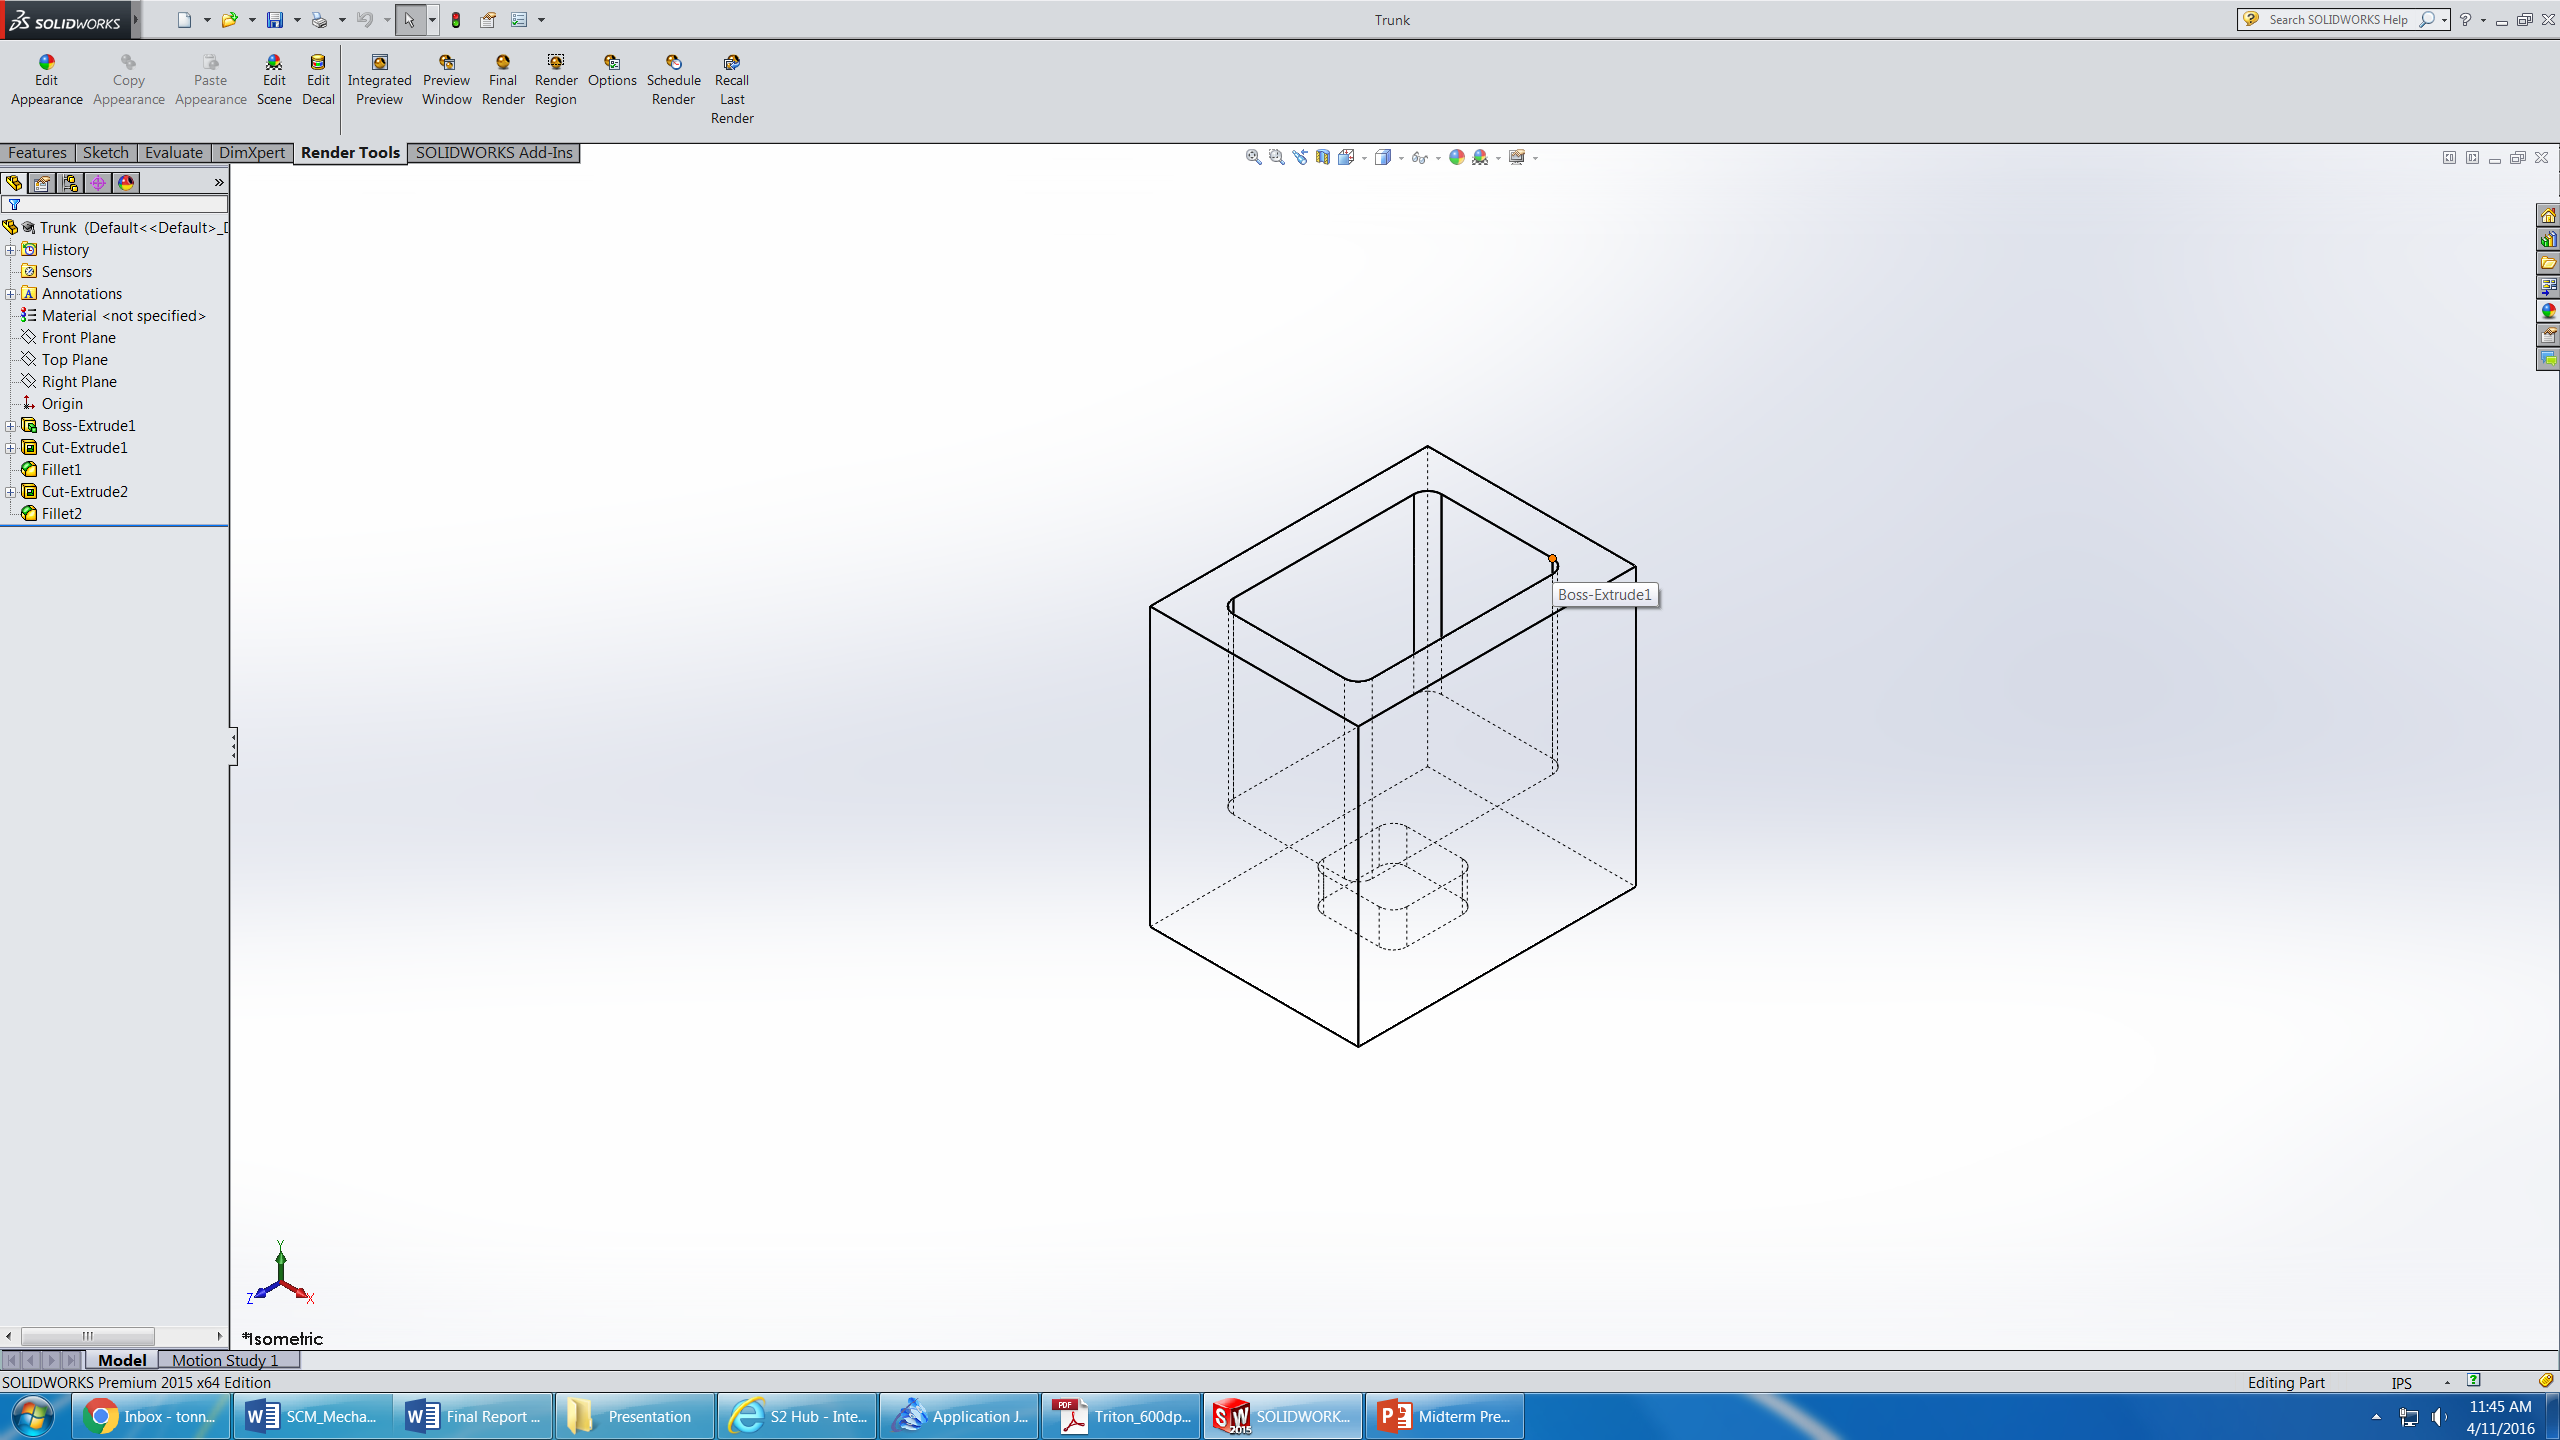 SOLIDWORKS
Trunk
Search SOLIDWORKS Help
Edit Appearance
Copy Appearance
Paste Appearance
Edit Scene
Edit Decal
Integrated Preview
Preview Window
Final Render
Render Region
Options
Schedule Render
Recall Last Render
Features
Sketch
Evaluate
DimXpert
Render Tools
SOLIDWORKS Add-Ins
Trunk (Default<<Default>_D
History
Sensors
Annotations
Material <not specified>
Front Plane
Top Plane
Right Plane
Origin
Boss-Extrude1
Cut-Extrude1
Fillet1
Cut-Extrude2
Fillet2
Boss-Extrude1
Y
Z
X
*Isometric
Model
Motion Study 1
SOLIDWORKS Premium 2015 x64 Edition
Editing Part
IPS
Inbox - tonn...
SCM_Mecha...
Final Report ...
Presentation
S2 Hub - Inte...
Application J...
PDF
Triton_600dp...
SW
2015
SOLIDWORK...
Midterm Pre...
11:45 AM
4/11/2016